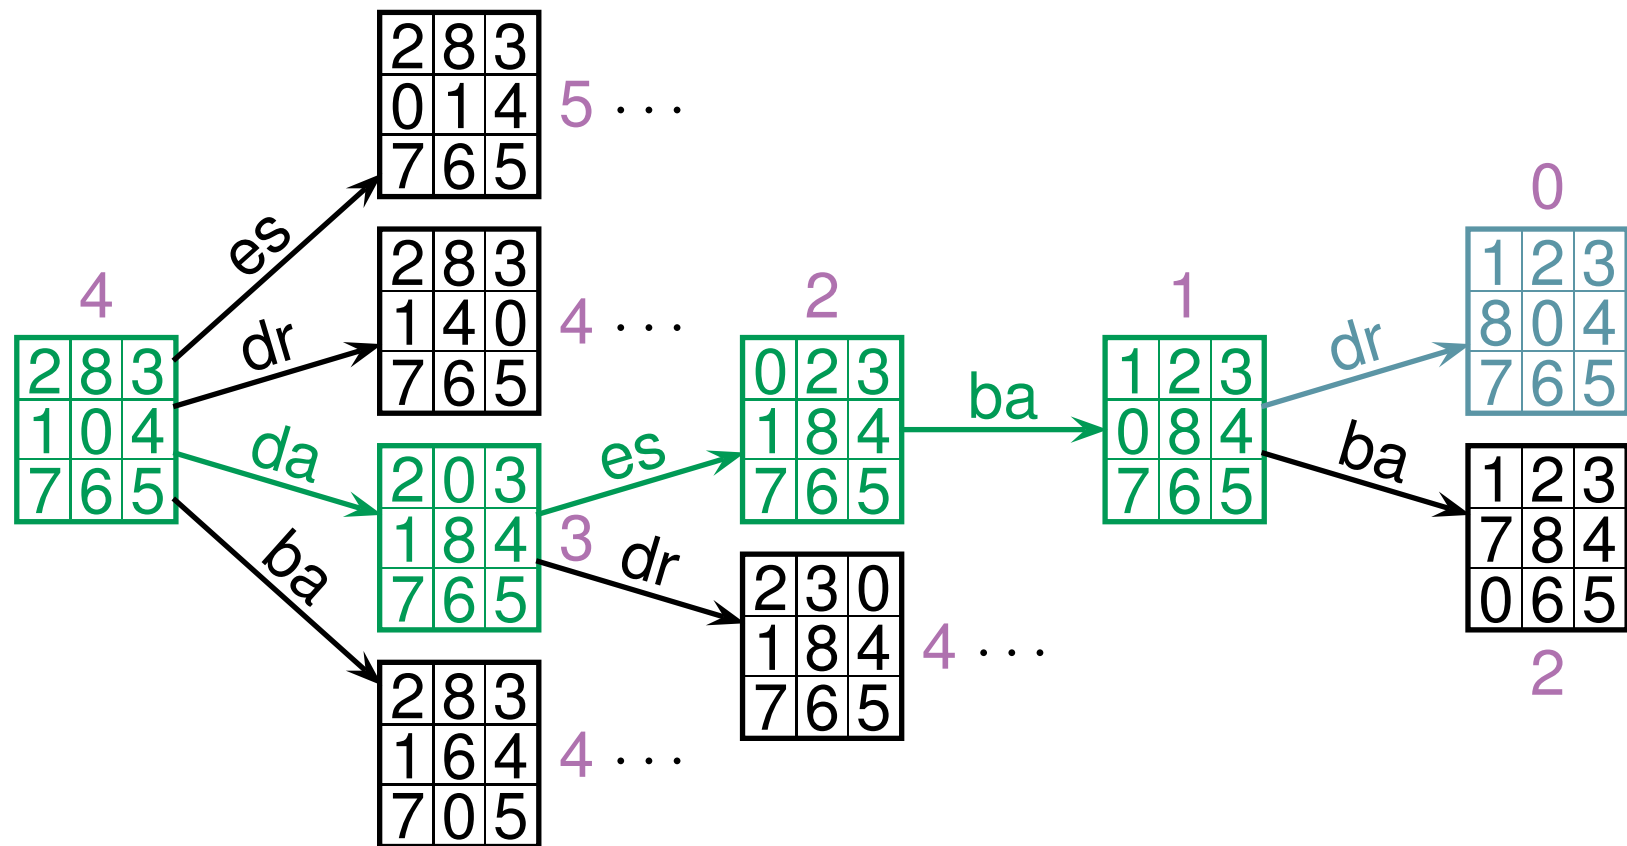 2 8 3
0 1 4
7 6 5
5 ...
es
2 8 3
1 4 0
7 6 5
4 ...
dr
4
2 8 3
1 0 4
7 6 5
da
2 0 3
1 8 4
7 6 5
3
ba
2 8 3
1 6 4
7 0 5
4 ...
es
2
0 2 3
1 8 4
7 6 5
dr
2 3 0
1 8 4
7 6 5
4 ...
ba
1
1 2 3
0 8 4
7 6 5
dr
0
1 2 3
8 0 4
7 6 5
ba
1 2 3
7 8 4
0 6 5
2